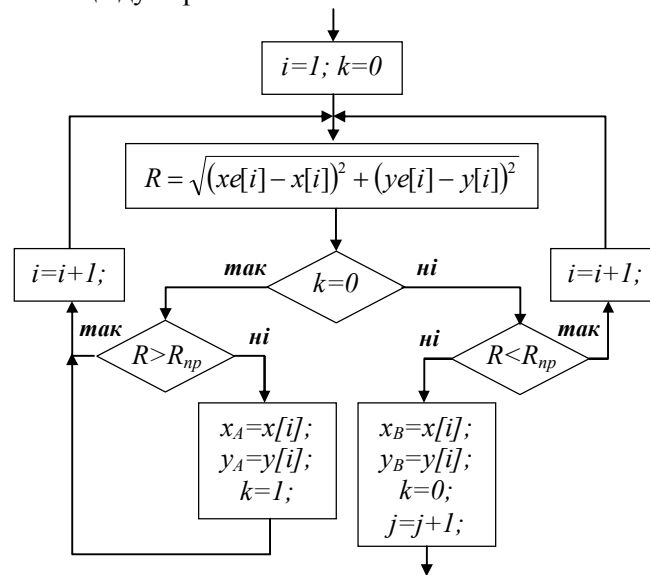 i=1; k=0
R = √((xe[i] − x[i])² + (ye[i] − y[i])²)
i=i+1;
так
k=0
ні
i=i+1;
так
R>Rпр
ні
ні
R<Rпр
так
xA=x[i];
yA=y[i];
k=1;
xB=x[i];
yB=y[i];
k=0;
j=j+1;